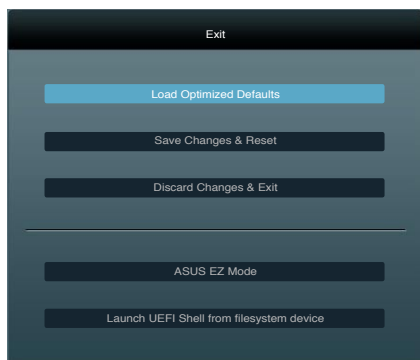 Exit
Load Optimized Defaults
Save Changes & Reset
Discard Changes & Exit
ASUS EZ Mode
Launch UEFI Shell from filesystem device